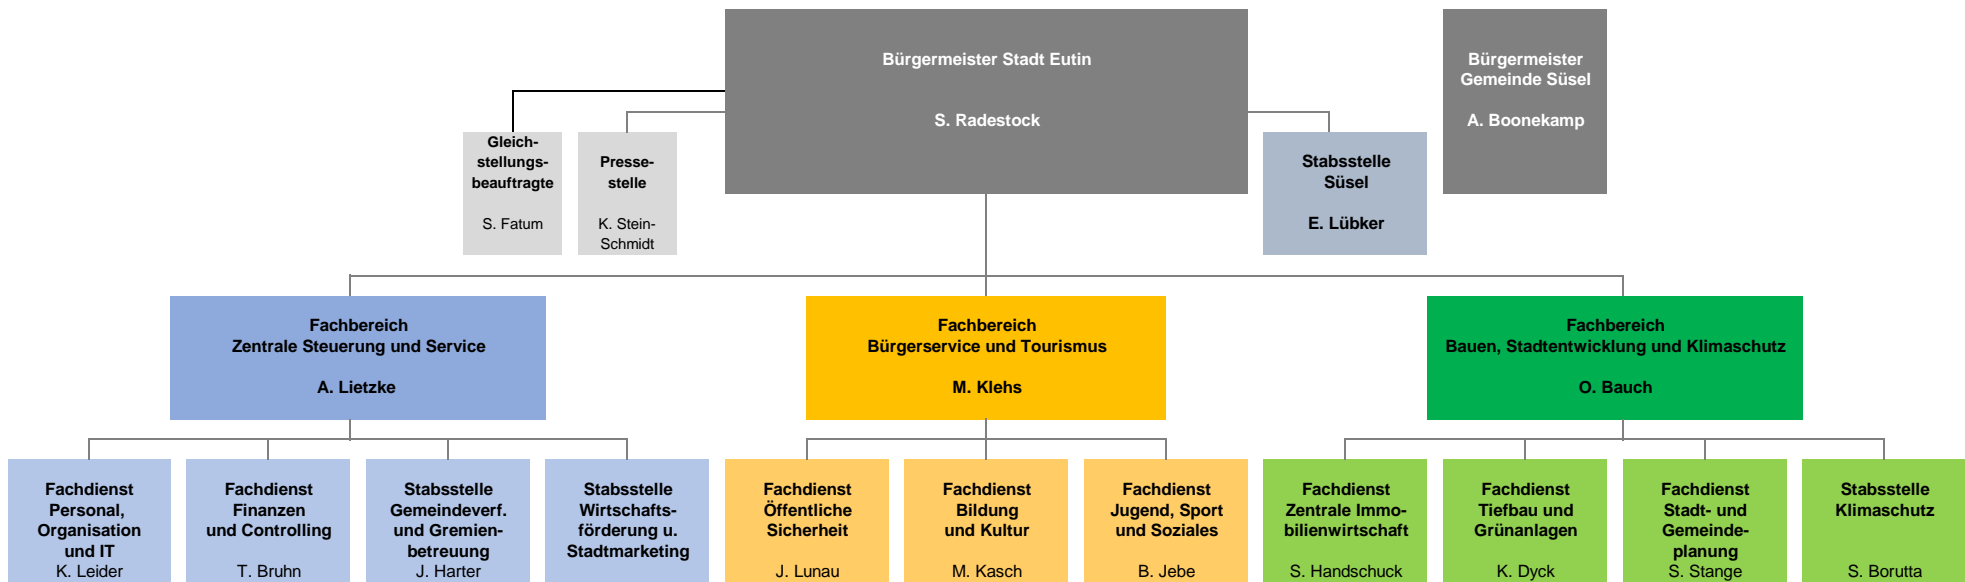 Bürgermeister Stadt Eutin
S. Radestock
Bürgermeister
Gemeinde Süsel
A. Boonekamp
Gleich-
stellungs-
beauftragte
S. Fatum
Presse-
stelle
K. Stein-
Schmidt
Stabsstelle
Süsel
E. Lübker
Fachbereich
Zentrale Steuerung und Service
A. Lietzke
Fachbereich
Bürgerservice und Tourismus
M. Klehs
Fachbereich
Bauen, Stadtentwicklung und Klimaschutz
O. Bauch
Fachdienst
Personal,
Organisation
und IT
K. Leider
Fachdienst
Finanzen
und Controlling
T. Bruhn
Stabsstelle
Gemeindeverf.
und Gremien-
betreuung
J. Harter
Stabsstelle
Wirtschafts-
förderung u.
Stadtmarketing
Fachdienst
Öffentliche
Sicherheit
J. Lunau
Fachdienst
Bildung
und Kultur
M. Kasch
Fachdienst
Jugend, Sport
und Soziales
B. Jebe
Fachdienst
Zentrale Immo-
bilienwirtschaft
S. Handschuck
Fachdienst
Tiefbau und
Grünanlagen
K. Dyck
Fachdienst
Stadt- und
Gemeinde-
planung
S. Stange
Stabsstelle
Klimaschutz
S. Borutta